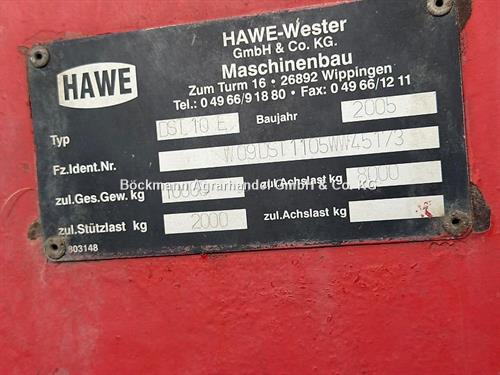 HAWE
HAWE-Wester
GmbH & Co. KG.
Maschinenbau
Zum Turm 16 • 26892 Wippingen
Tel.: 0 49 66/9 18 80 • Fax: 0 49 66/12 11
Typ DSL 10 E Baujahr 2005
Fz.Ident.Nr. W09DSL1105WW45173
Böckmann Agrarhandel GmbH & Co. KG
zul.Ges.Gew. kg 10000 zul.Achslast kg 8000
zul.Stützlast kg 2000 zul.Achslast kg
803148